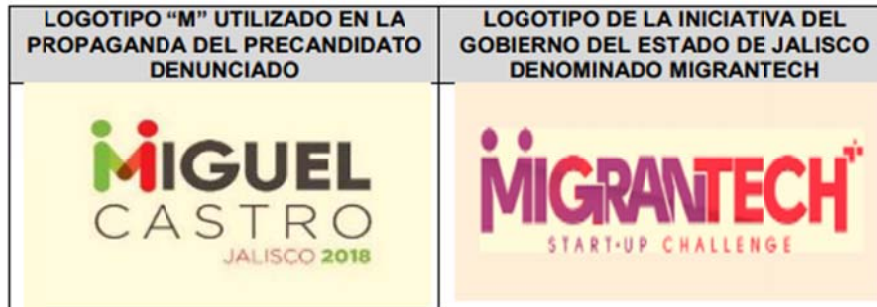 LOGOTIPO “M” UTILIZADO EN LA
PROPAGANDA DEL PRECANDIDATO
DENUNCIADO
LOGOTIPO DE LA INICIATIVA DEL
GOBIERNO DEL ESTADO DE JALISCO
DENOMINADO MIGRANTECH
MIGUEL
CASTRO
JALISCO 2018
MIGRANTECH
START-UP CHALLENGE